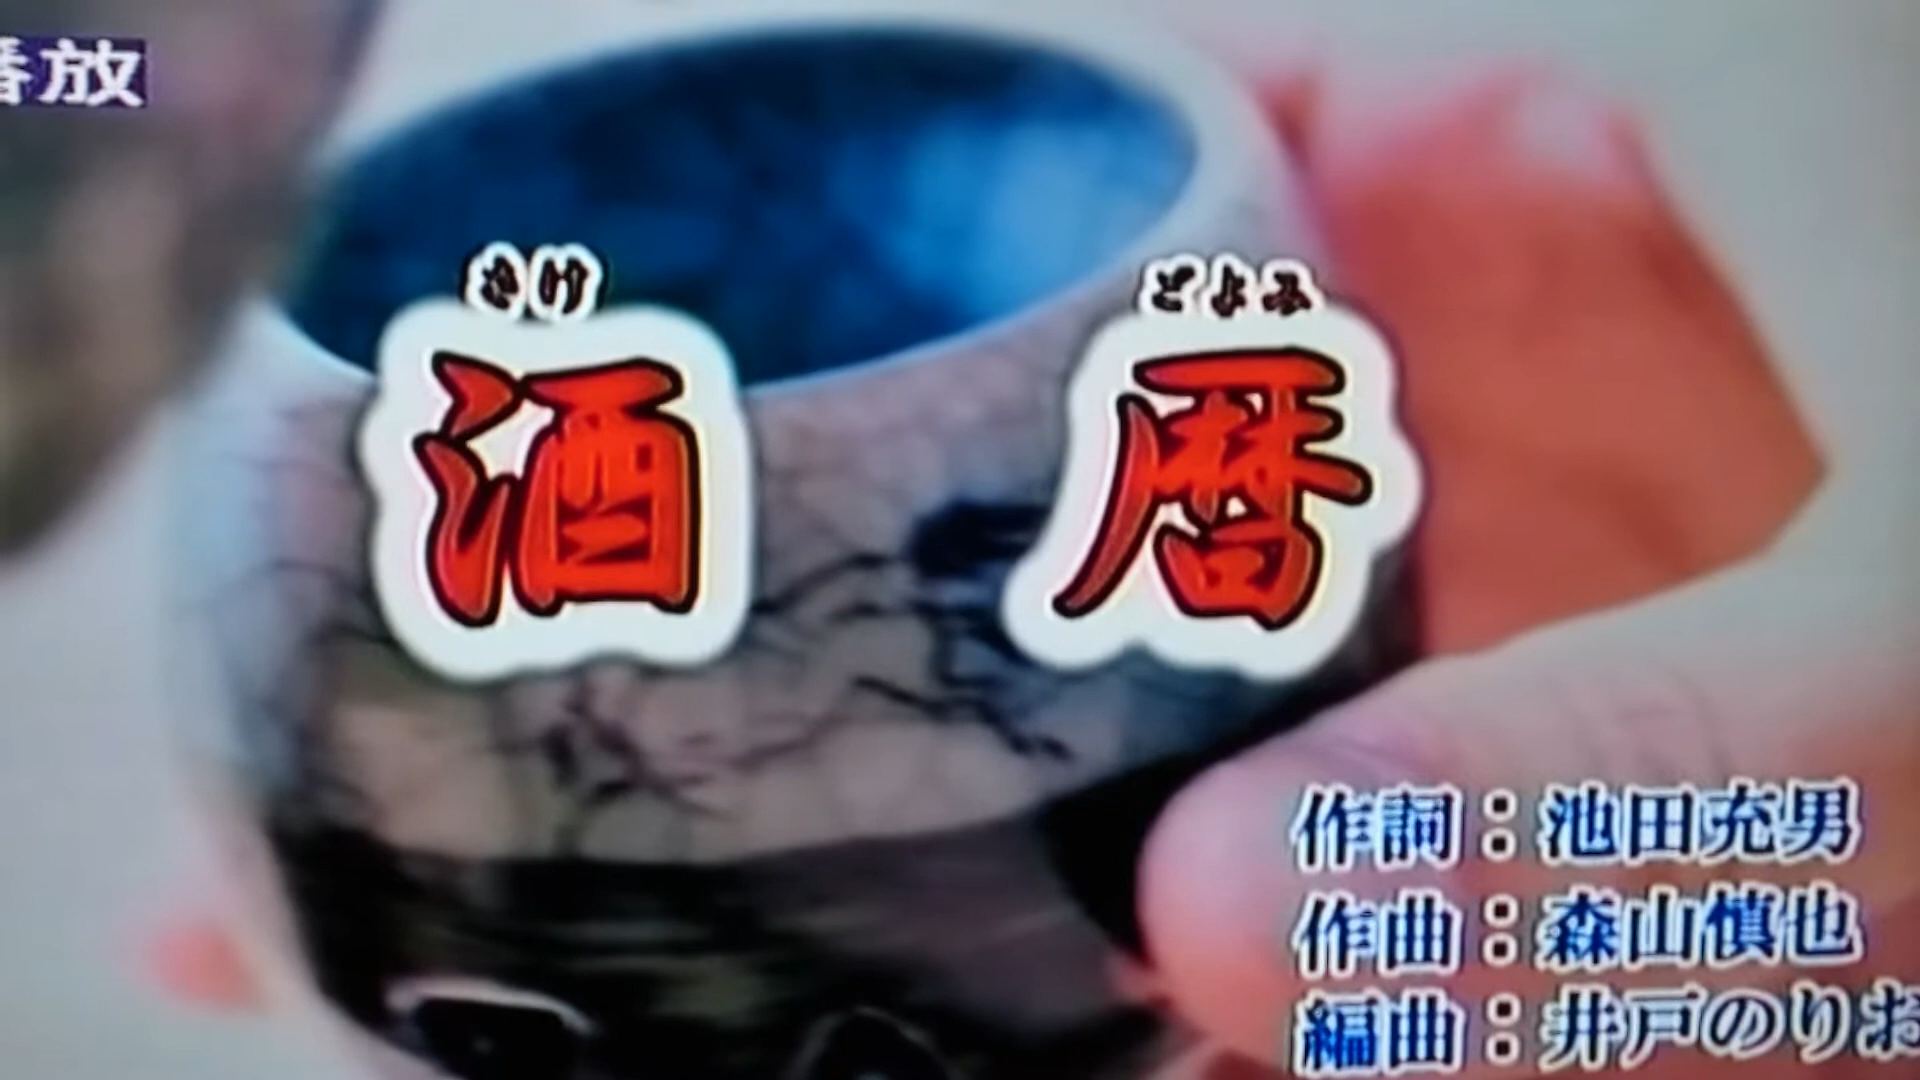 播放
さけ どよみ
酒暦
作詞：池田充男
作曲：森山慎也
編曲：井戸のりお